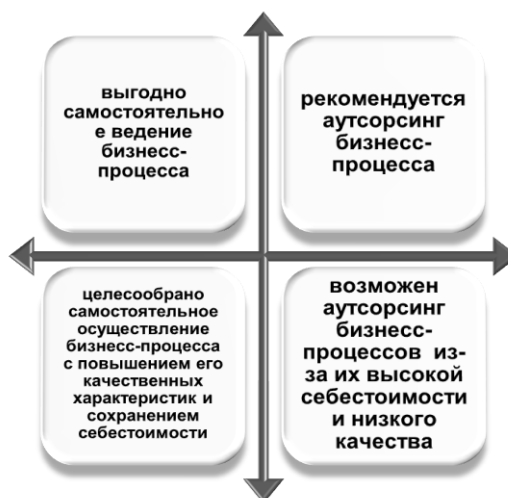 выгодно
самостоятельно
е ведение
бизнесс-
процесса
рекомендуется
аутсорсинг
бизнесс-
процесса
целесообрано
самостоятельное
осуществление
бизнесс-процесса
с повышением его
качественных
характеристик и
сохранением
себестоимости
возможен
аутсорсинг
бизнесс-
процессов из-
за их высокой
себестоимости
и низкого
качества